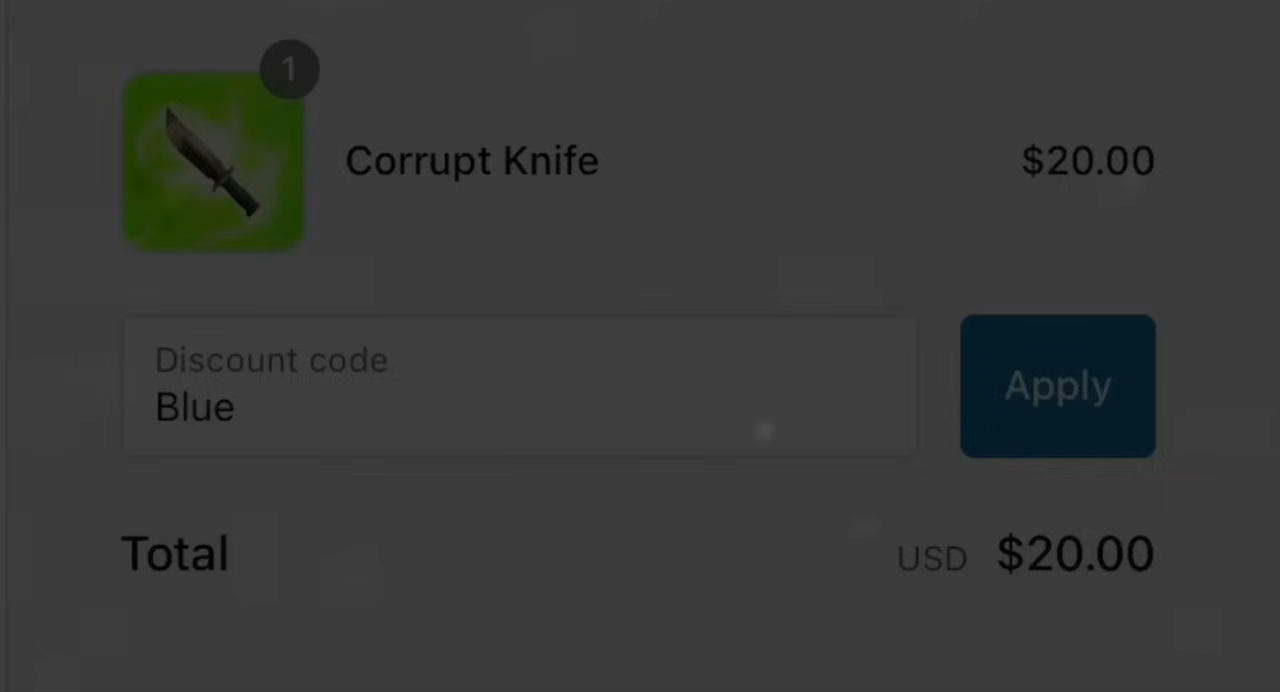 1
Corrupt Knife $20.00
Discount code
Blue
Apply
Total USD $20.00